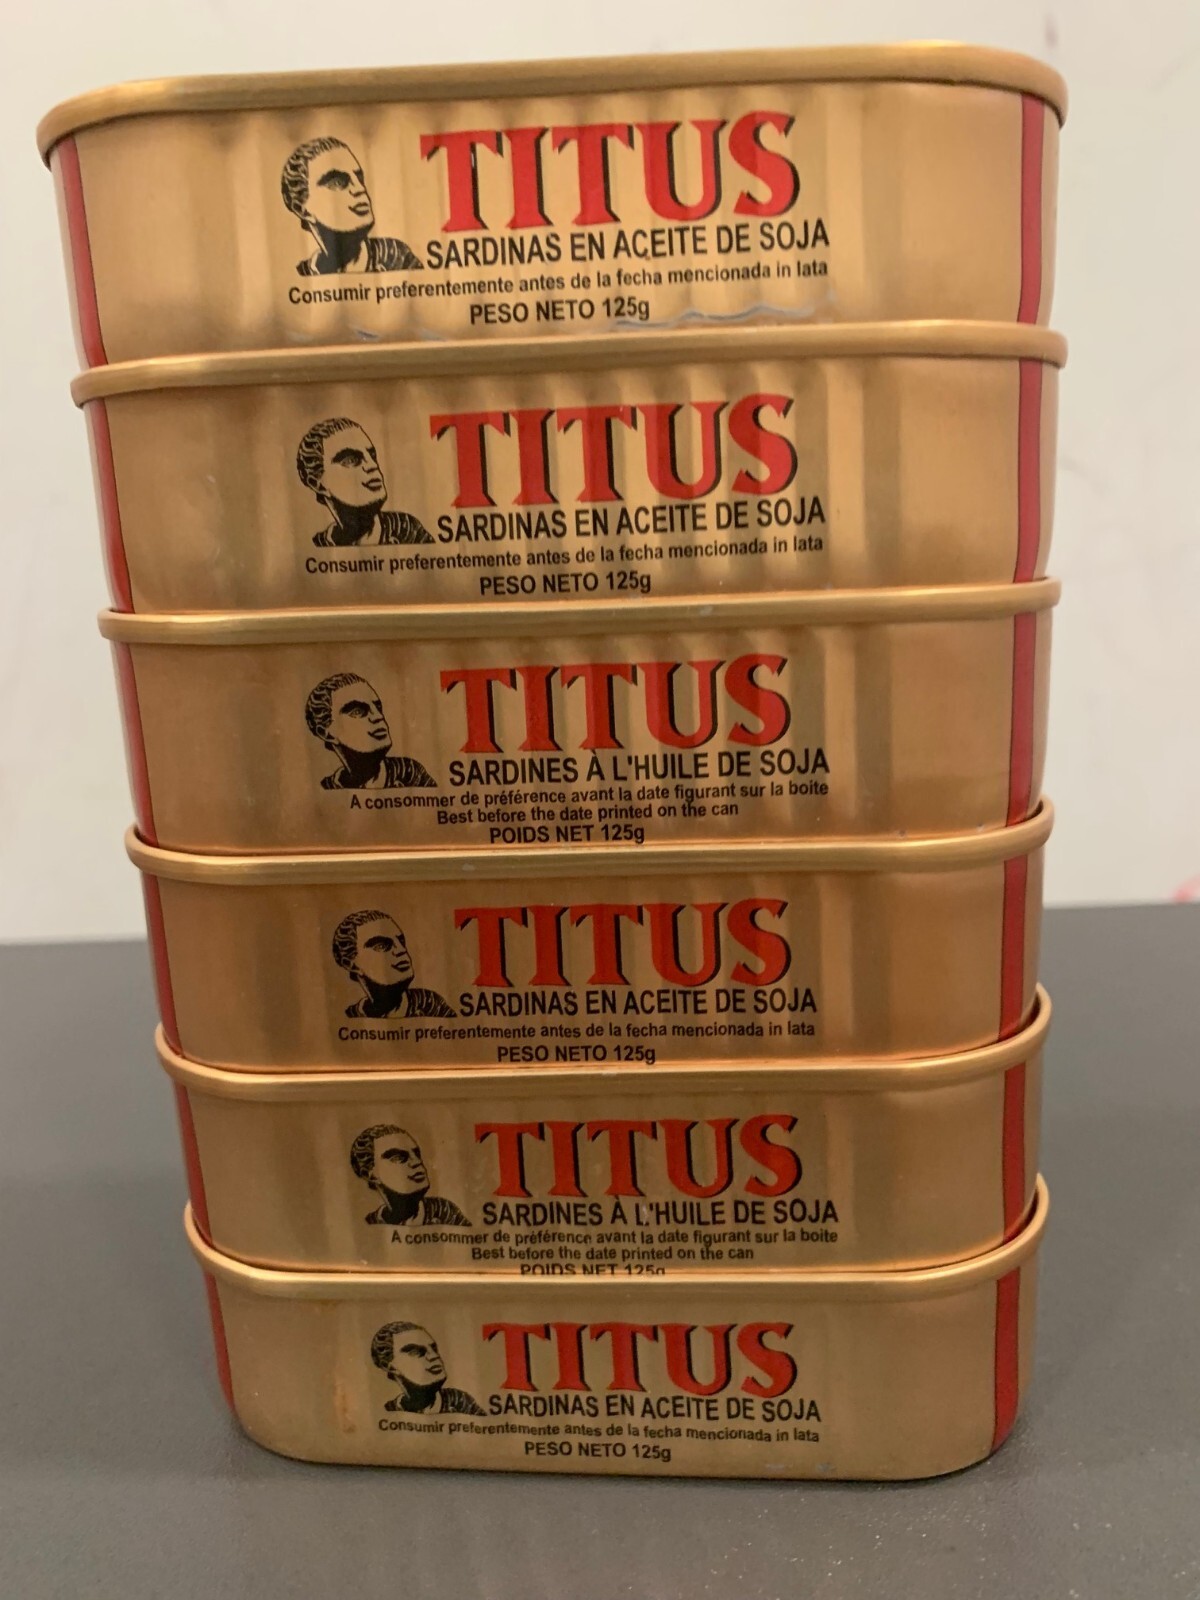 TITUS
SARDINAS EN ACEITE DE SOJA
Consumir preferentemente antes de la fecha mencionada in lata
PESO NETO 125g
TITUS
SARDINAS EN ACEITE DE SOJA
Consumir preferentemente antes de la fecha mencionada in lata
PESO NETO 125g
TITUS
SARDINES À L'HUILE DE SOJA
A consommer de préférence avant la date figurant sur la boite
Best before the date printed on the can
POIDS NET 125g
TITUS
SARDINAS EN ACEITE DE SOJA
Consumir preferentemente antes de la fecha mencionada in lata
PESO NETO 125g
TITUS
SARDINES À L'HUILE DE SOJA
A consommer de préférence avant la date figurant sur la boite
Best before the date printed on the can
POIDS NET 125g
TITUS
SARDINAS EN ACEITE DE SOJA
Consumir preferentemente antes de la fecha mencionada in lata
PESO NETO 125g